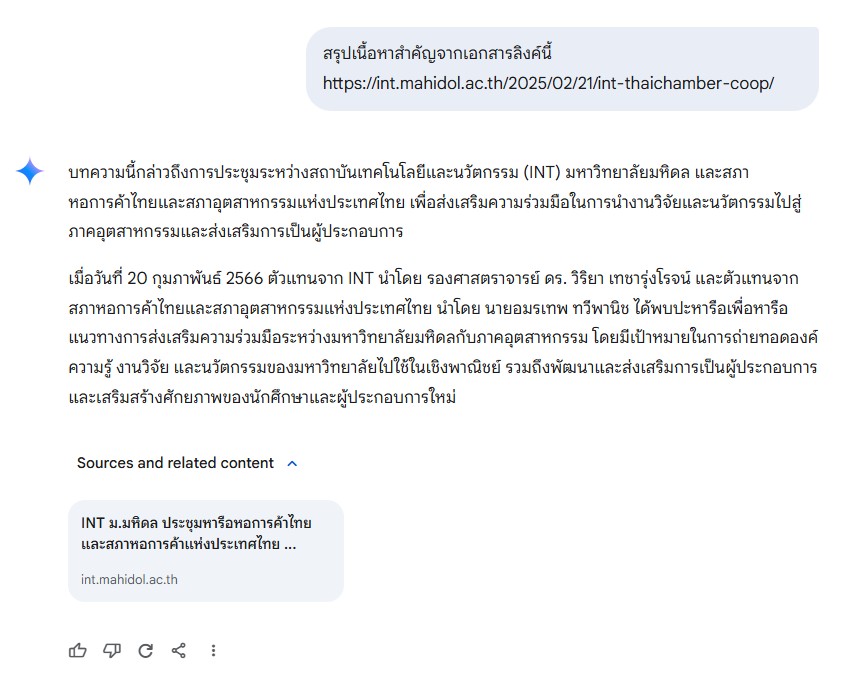 สรุปเนื้อหาสำคัญจากเอกสารลิงค์นี้
https://int.mahidol.ac.th/2025/02/21/int-thaichamber-coop/
บทความนี้กล่าวถึงการประชุมระหว่างสถาบันเทคโนโลยีและนวัตกรรม (INT) มหาวิทยาลัยมหิดล และสภา
หอการค้าไทยและสภาอุตสาหกรรมแห่งประเทศไทย เพื่อส่งเสริมความร่วมมือในการนำงานวิจัยและนวัตกรรมไปสู่
ภาคอุตสาหกรรมและส่งเสริมการเป็นผู้ประกอบการ
เมื่อวันที่ 20 กุมภาพันธ์ 2566 ตัวแทนจาก INT นำโดย รองศาสตราจารย์ ดร. วิริยา เทชารุ่งโรจน์ และตัวแทนจาก
สภาหอการค้าไทยและสภาอุตสาหกรรมแห่งประเทศไทย นำโดย นายอมรเทพ ทวีพานิช ได้พบปะหารือเพื่อหารือ
แนวทางการส่งเสริมความร่วมมือระหว่างมหาวิทยาลัยมหิดลกับภาคอุตสาหกรรม โดยมีเป้าหมายในการถ่ายทอดองค์
ความรู้ งานวิจัย และนวัตกรรมของมหาวิทยาลัยไปใช้ในเชิงพาณิชย์ รวมถึงพัฒนาและส่งเสริมการเป็นผู้ประกอบการ
และเสริมสร้างศักยภาพของนักศึกษาและผู้ประกอบการใหม่
Sources and related content
INT ม.มหิดล ประชุมหารือหอการค้าไทย
และสภาหอการค้าแห่งประเทศไทย ...
int.mahidol.ac.th